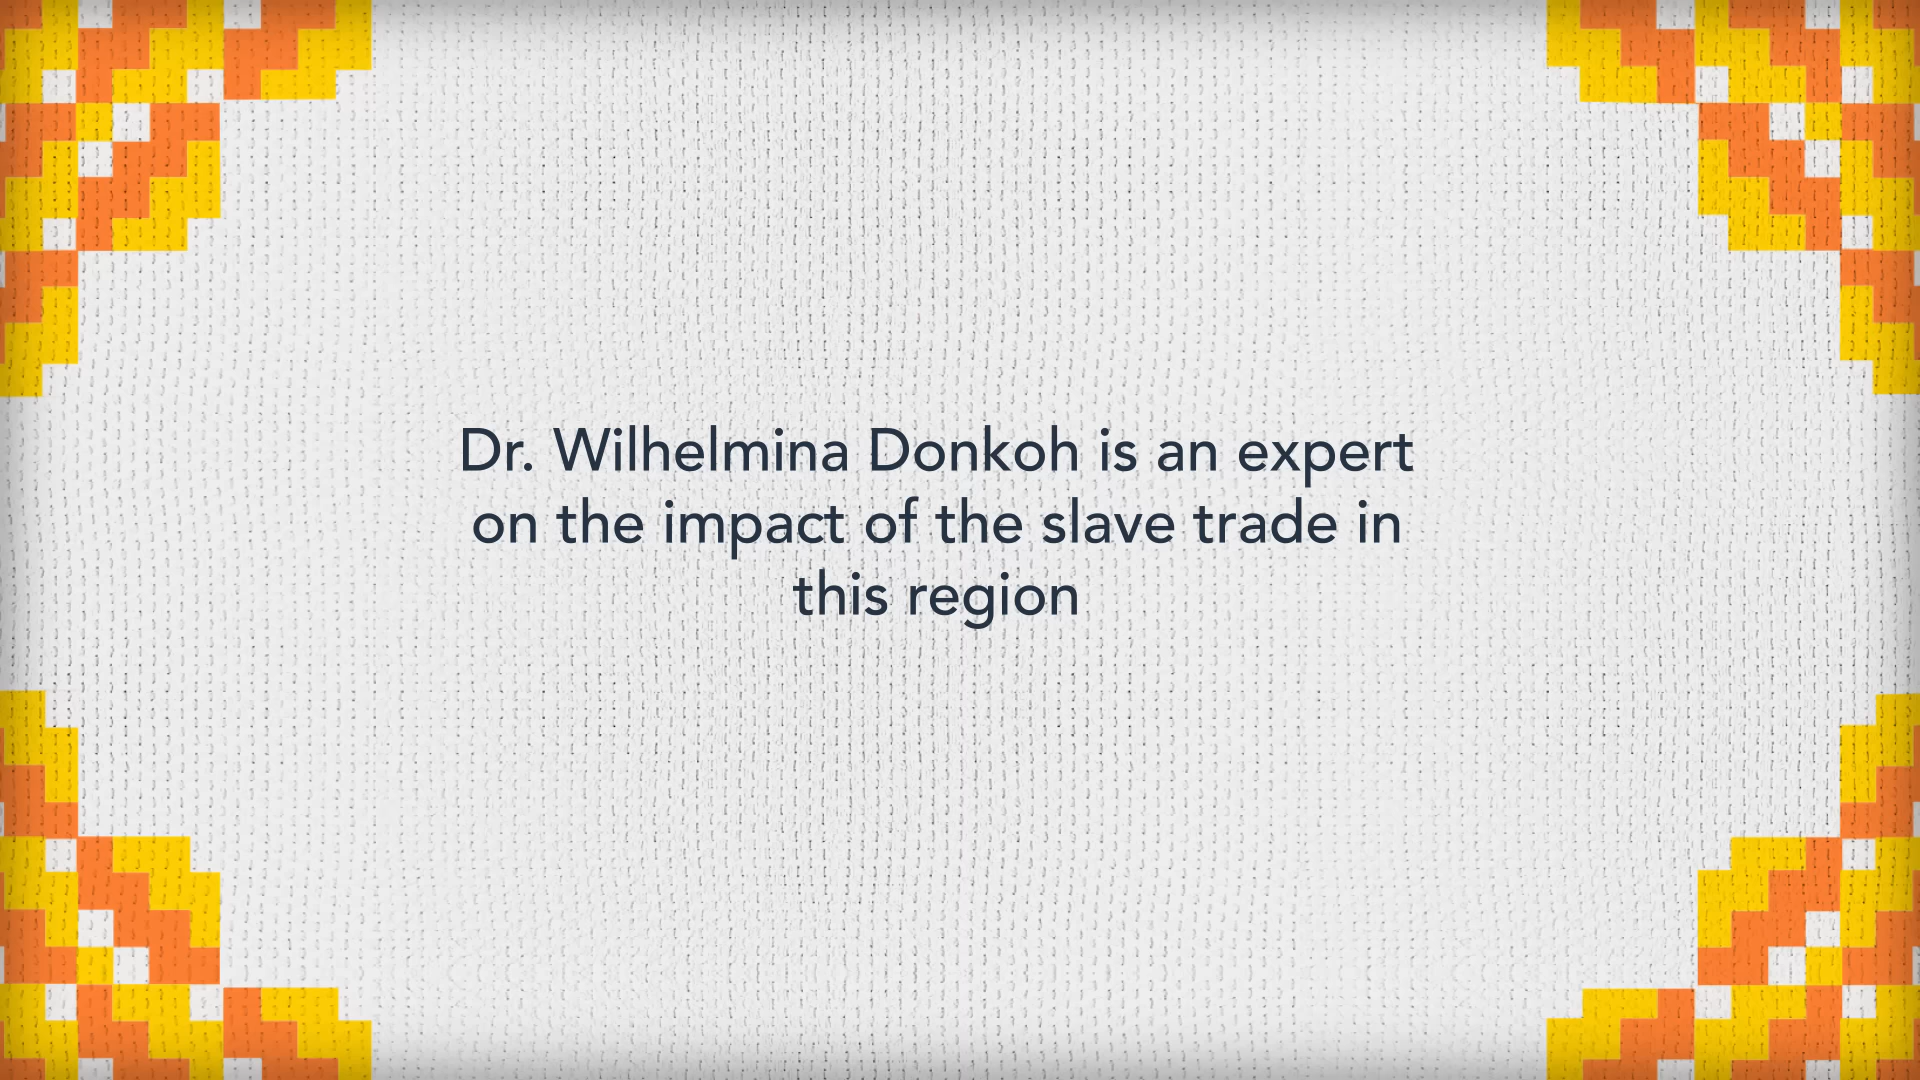 Dr. Wilhelmina Donkoh is an expert
on the impact of the slave trade in
this region